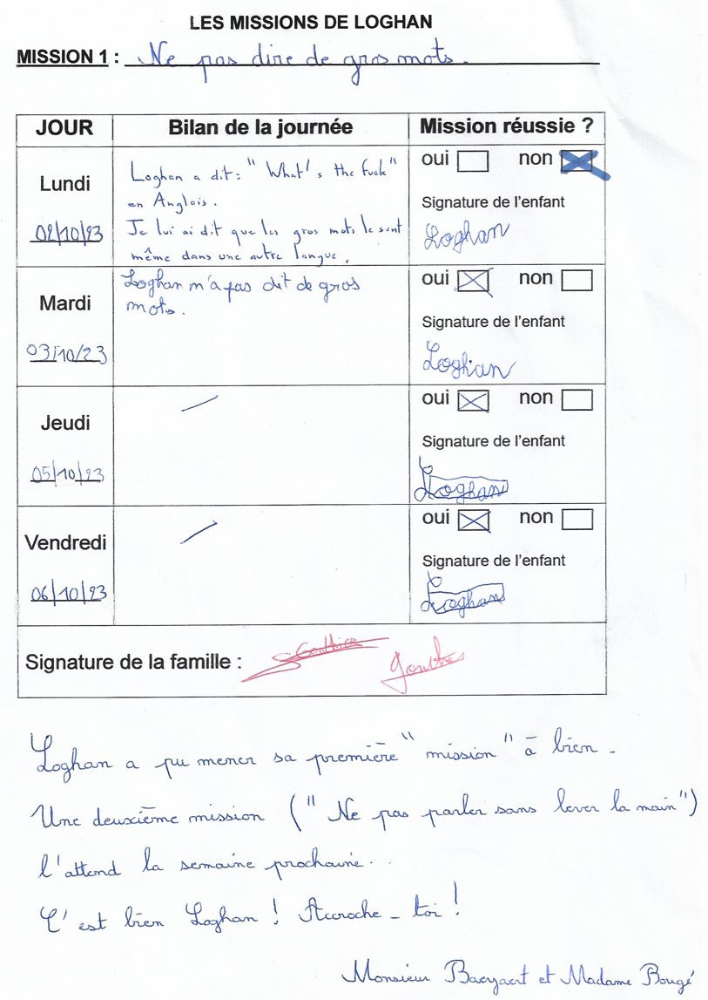 LES MISSIONS DE LOGHAN
MISSION 1 : Ne pas dire de gros mots.
JOUR Bilan de la journée Mission réussie ?
Lundi
02/10/23
Loghan a dit : "What's the fuck"
en Anglais.
Je lui ai dit que les gros mots le sont
même dans une autre langue.
oui non
Signature de l'enfant
Loghan
Mardi
03/10/23
Loghan n'a pas dit de gros
mots.
oui non
Signature de l'enfant
Loghan
Jeudi
05/10/23
oui non
Signature de l'enfant
Loghan
Vendredi
06/10/23
oui non
Signature de l'enfant
Loghan
Signature de la famille :
Loghan a pu mener sa première "mission" à bien.
Une deuxième mission ("Ne pas parler sans lever la main")
l'attend la semaine prochaine.
C'est bien Loghan ! Accroche-toi !
Monsieur et Madame Bougé